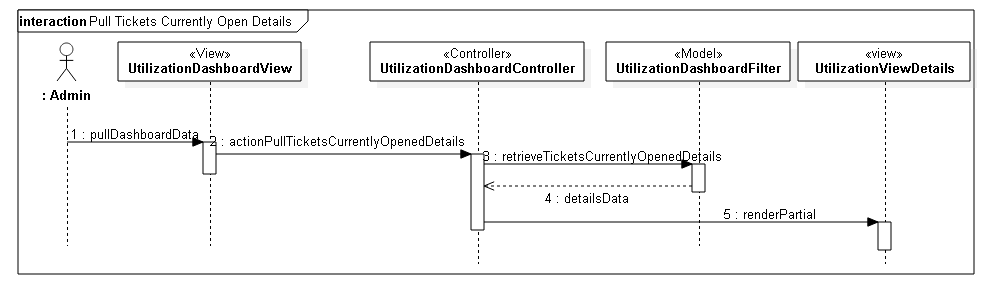 interaction Pull Tickets Currently Open Details
«View»
UtilizationDashboardView
«Controller»
UtilizationDashboardController
«Model»
UtilizationDashboardFilter
«view»
UtilizationViewDetails
: Admin
1 : pullDashboardData
2 : actionPullTicketsCurrentlyOpenedDetails
3 : retrieveTicketsCurrentlyOpenedDetails
4 : detailsData
5 : renderPartial